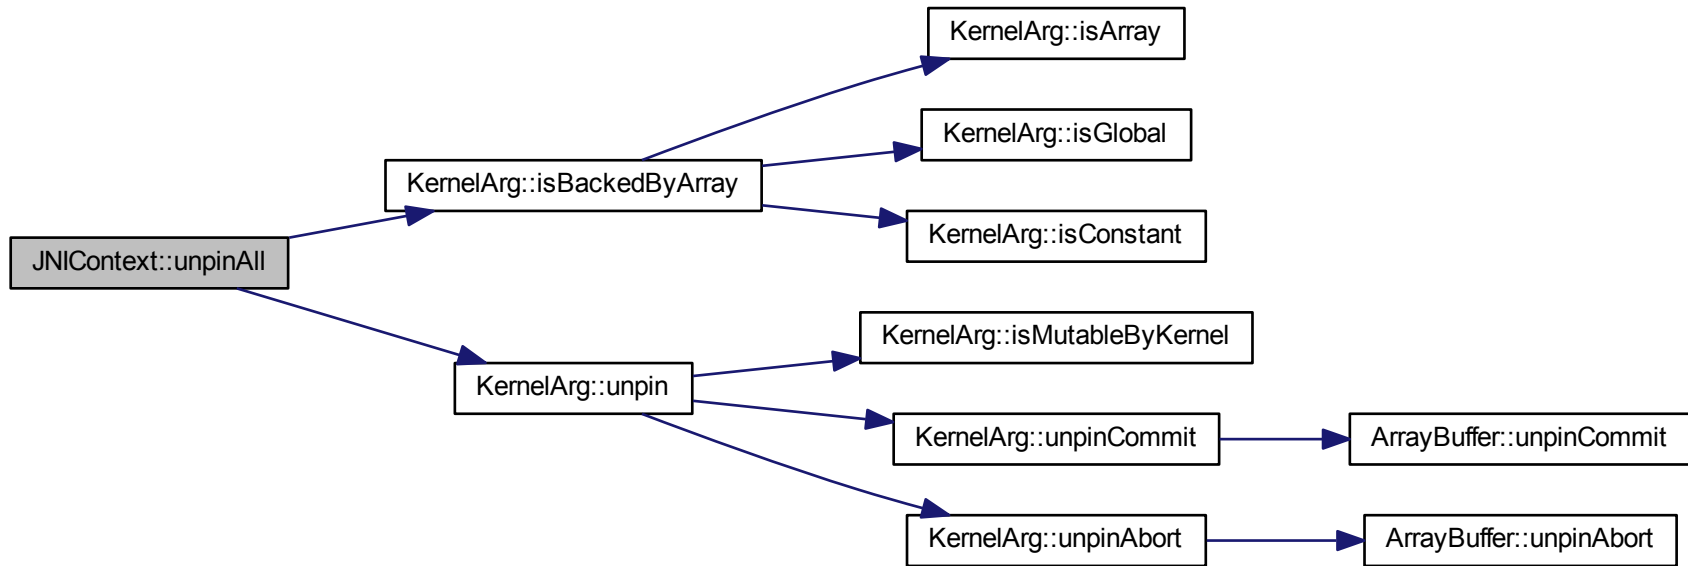 KernelArg::isArray
KernelArg::isGlobal
KernelArg::isBackedByArray
KernelArg::isConstant
JNIContext::unpinAll
KernelArg::isMutableByKernel
KernelArg::unpin
KernelArg::unpinCommit
ArrayBuffer::unpinCommit
KernelArg::unpinAbort
ArrayBuffer::unpinAbort